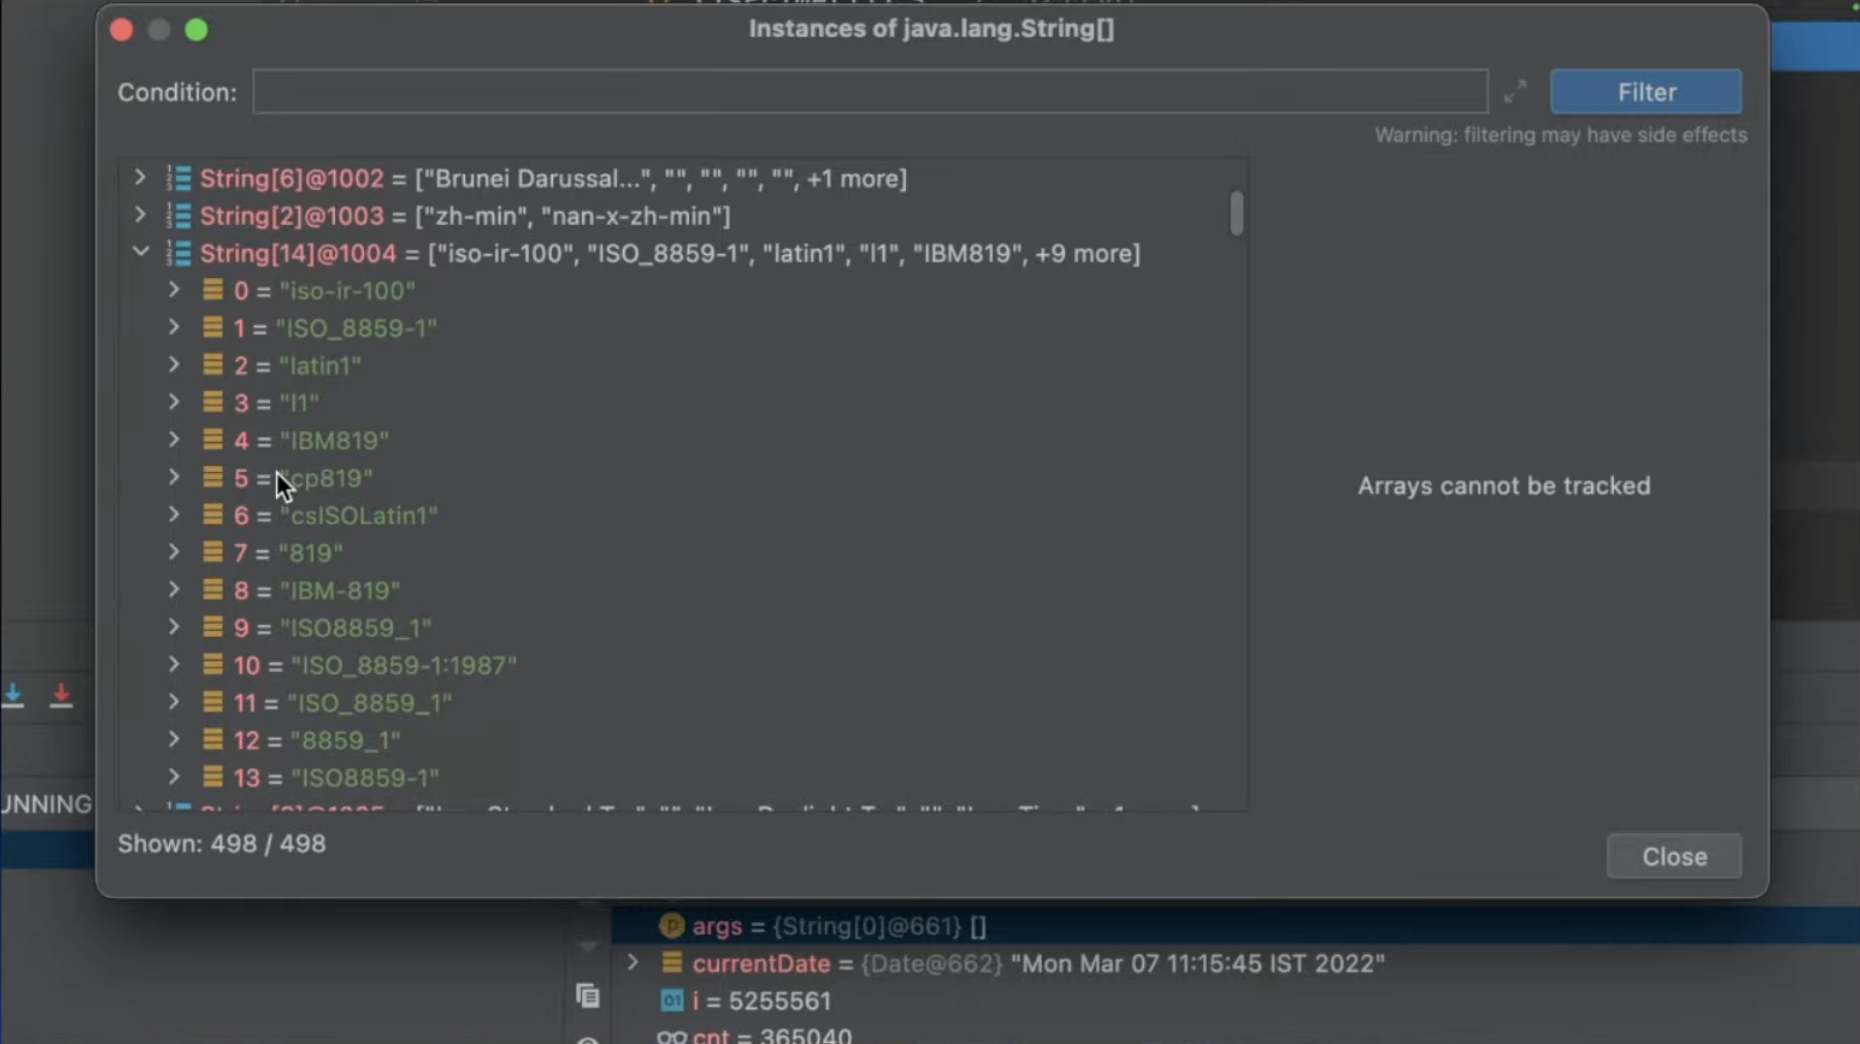 Instances of java.lang.String[]
Condition:
Filter
Warning: filtering may have side effects
String[6]@1002 = ["Brunei Darussal...", "", "", "", "", +1 more]
String[2]@1003 = ["zh-min", "nan-x-zh-min"]
String[14]@1004 = ["iso-ir-100", "ISO_8859-1", "latin1", "l1", "IBM819", +9 more]
0 = "iso-ir-100"
1 = "ISO_8859-1"
2 = "latin1"
3 = "l1"
4 = "IBM819"
5 = "cp819"
Arrays cannot be tracked
6 = "csISOLatin1"
7 = "819"
8 = "IBM-819"
9 = "ISO8859_1"
10 = "ISO_8859-1:1987"
11 = "ISO_8859_1"
12 = "8859_1"
13 = "ISO8859-1"
UNNING
Shown: 498 / 498
Close
args = {String[0]@661} []
currentDate = {Date@662} "Mon Mar 07 11:15:45 IST 2022"
01 i = 5255561
cnt = 365040